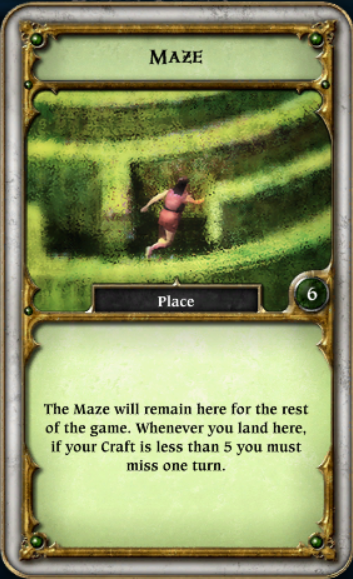 Maze
Place
6
The Maze will remain here for the rest
of the game. Whenever you land here,
if your Craft is less than 5 you must
miss one turn.